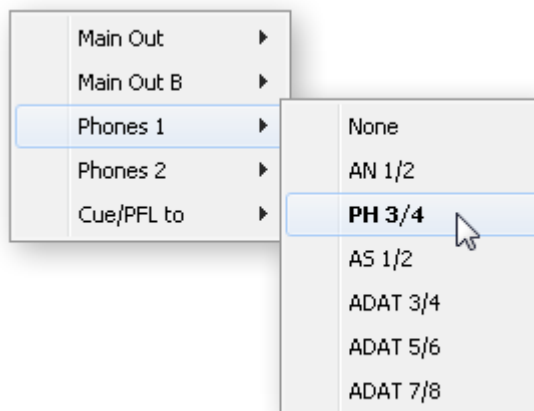 Main Out
Main Out B
Phones 1
Phones 2
Cue/PFL to
None
AN 1/2
PH 3/4
AS 1/2
ADAT 3/4
ADAT 5/6
ADAT 7/8